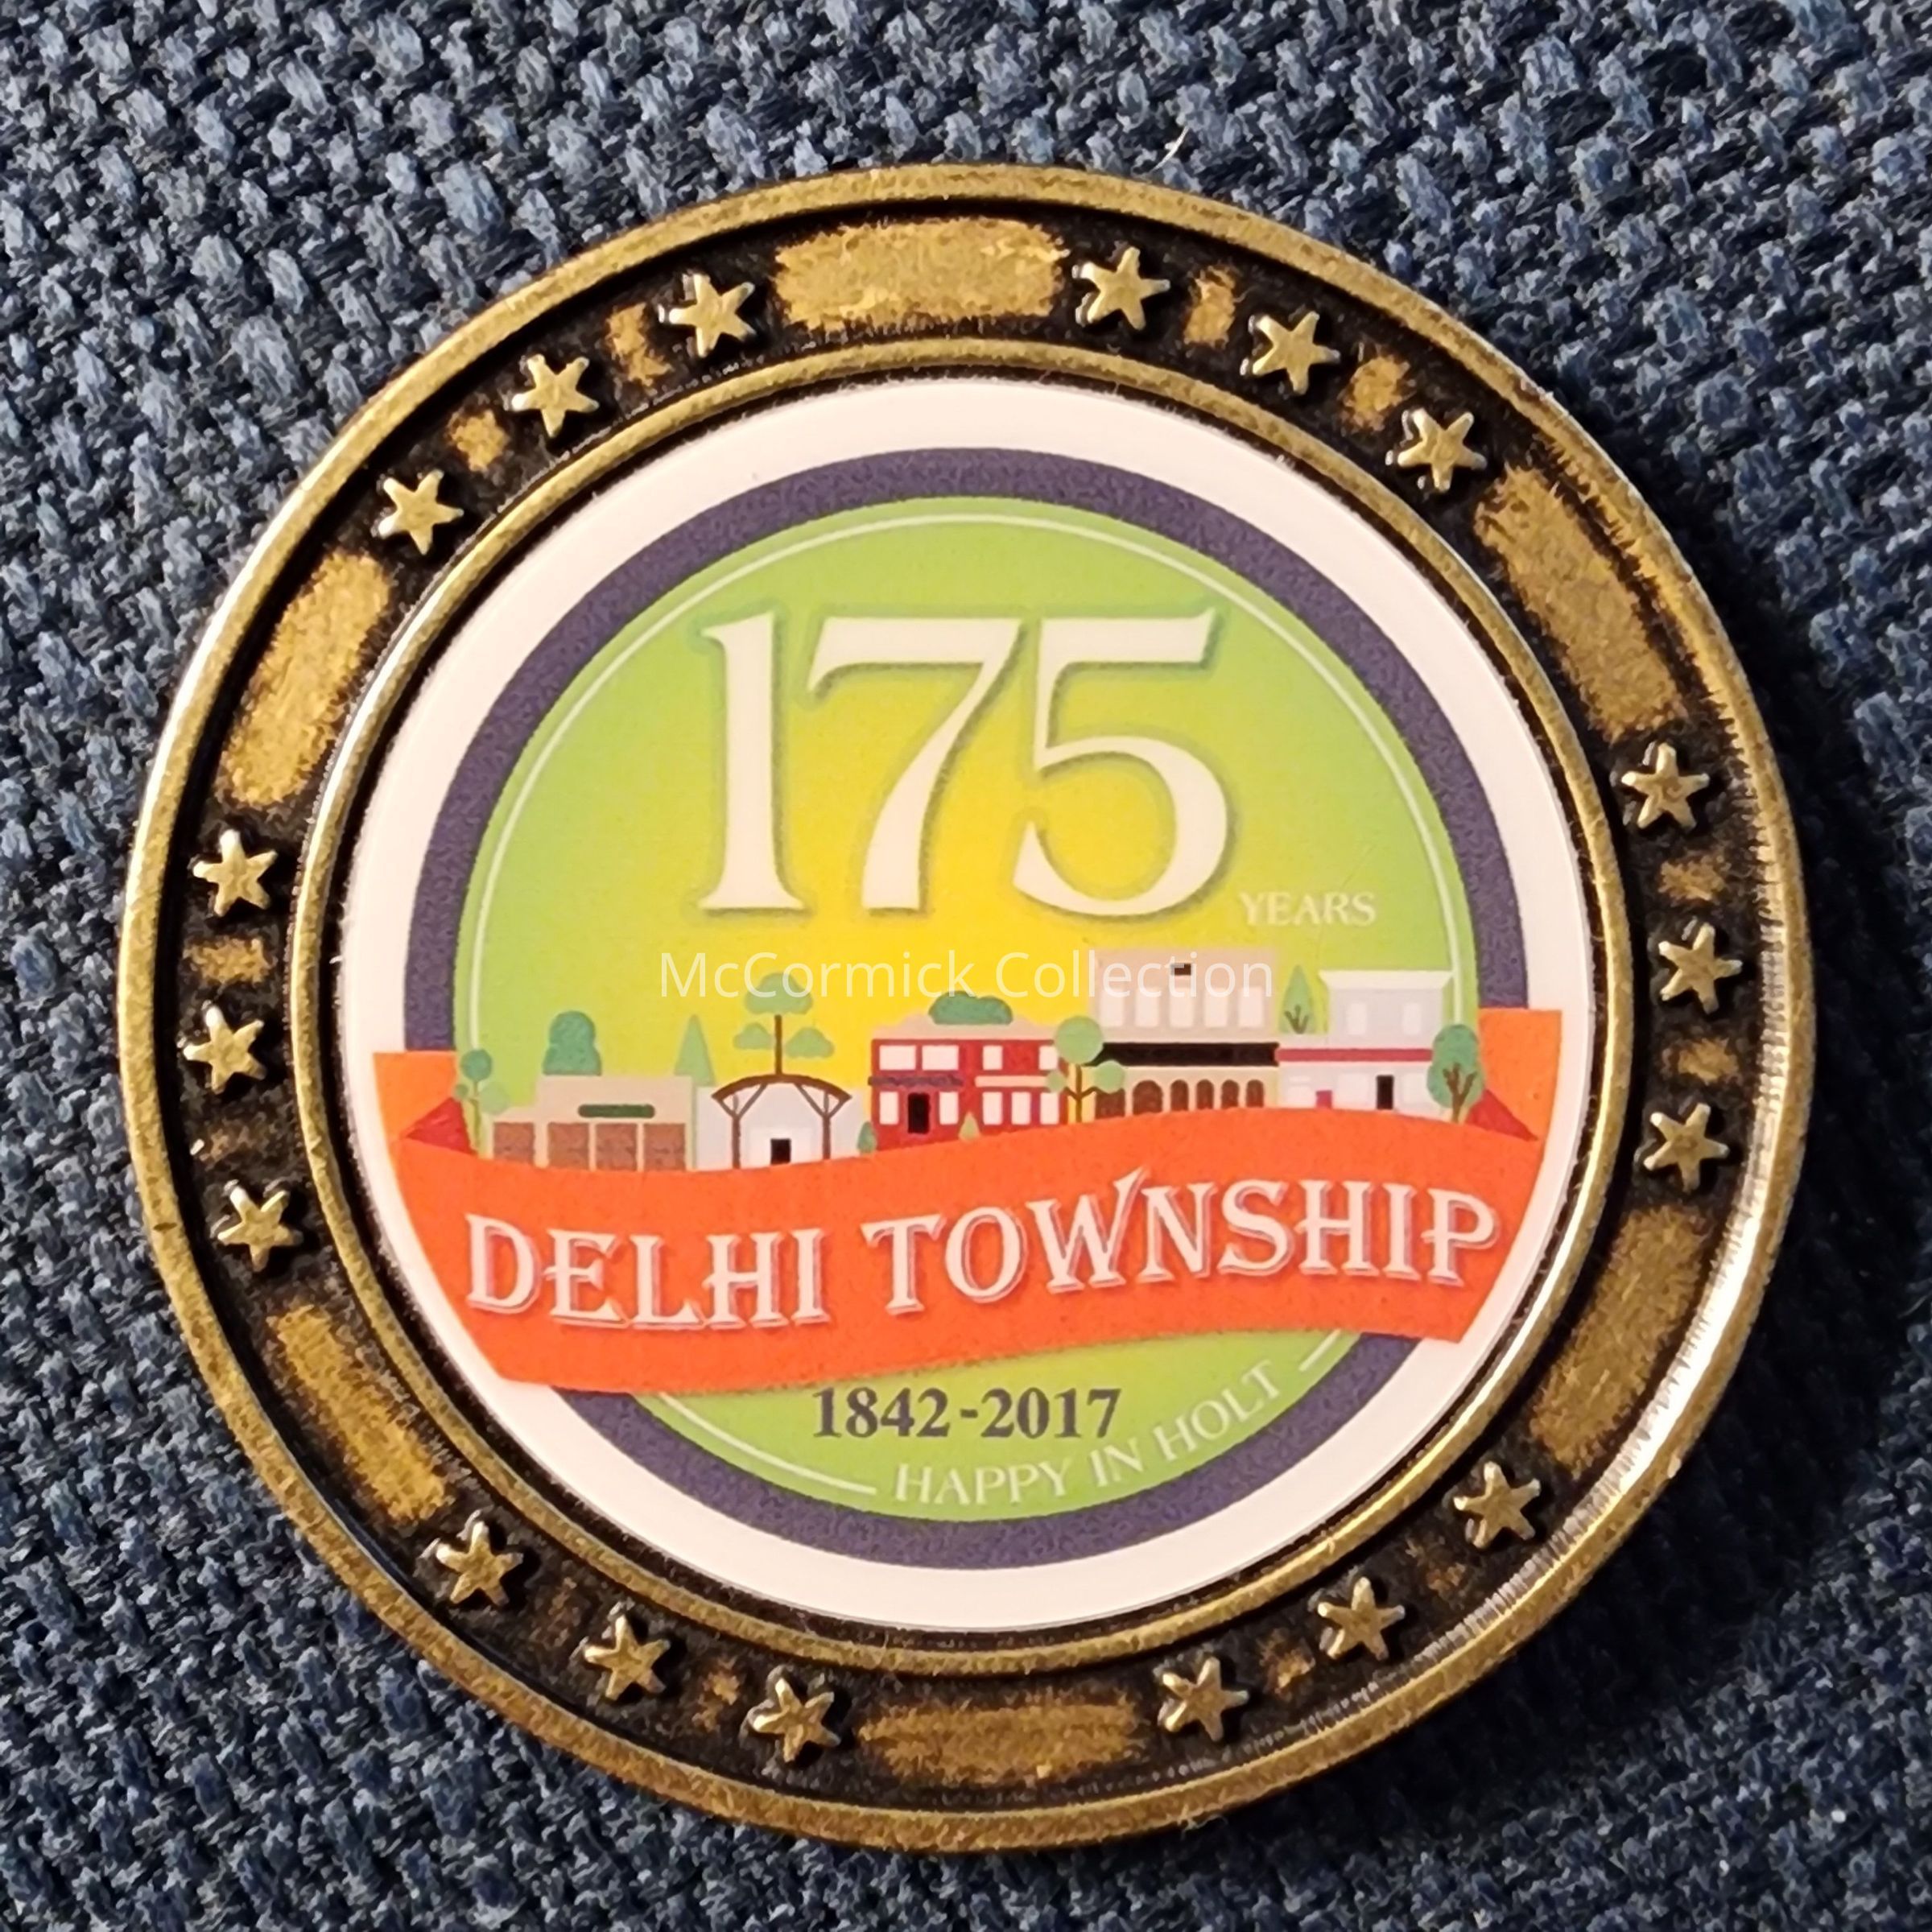 175
YEARS
McCormick Collection
DELHI TOWNSHIP
1842-2017
HAPPY IN HOLT